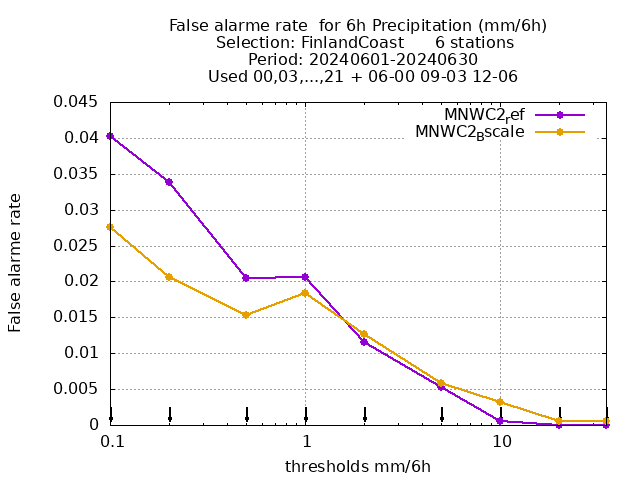 False alarme rate  for 6h Precipitation (mm/6h)
Selection: FinlandCoast      6 stations
Period: 20240601-20240630
Used 00,03,...,21 + 06-00 09-03 12-06
MNWC2ref
MNWC2Bscale
0.045
0.04
0.035
0.03
0.025
0.02
0.015
0.01
0.005
0
False alarme rate
0.1 1 10
thresholds mm/6h